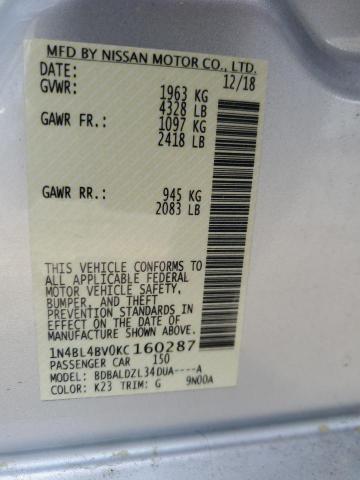 MFD BY NISSAN MOTOR CO., LTD.
DATE: 12/18
GVWR: 1963 KG
4328 LB
GAWR FR: 1097 KG
2418 LB
GAWR RR: 945 KG
2083 LB
THIS VEHICLE CONFORMS TO
ALL APPLICABLE FEDERAL
MOTOR VEHICLE SAFETY,
BUMPER, AND THEFT
PREVENTION STANDARDS
IN EFFECT ON THE DATE OF
MANUFACTURE SHOWN ABOVE.
1N4BL4BV0KC160287
PASSENGER CAR 150
MODEL: BDBALDZL34DUA----A
COLOR: K23 TRIM: G 9N00A